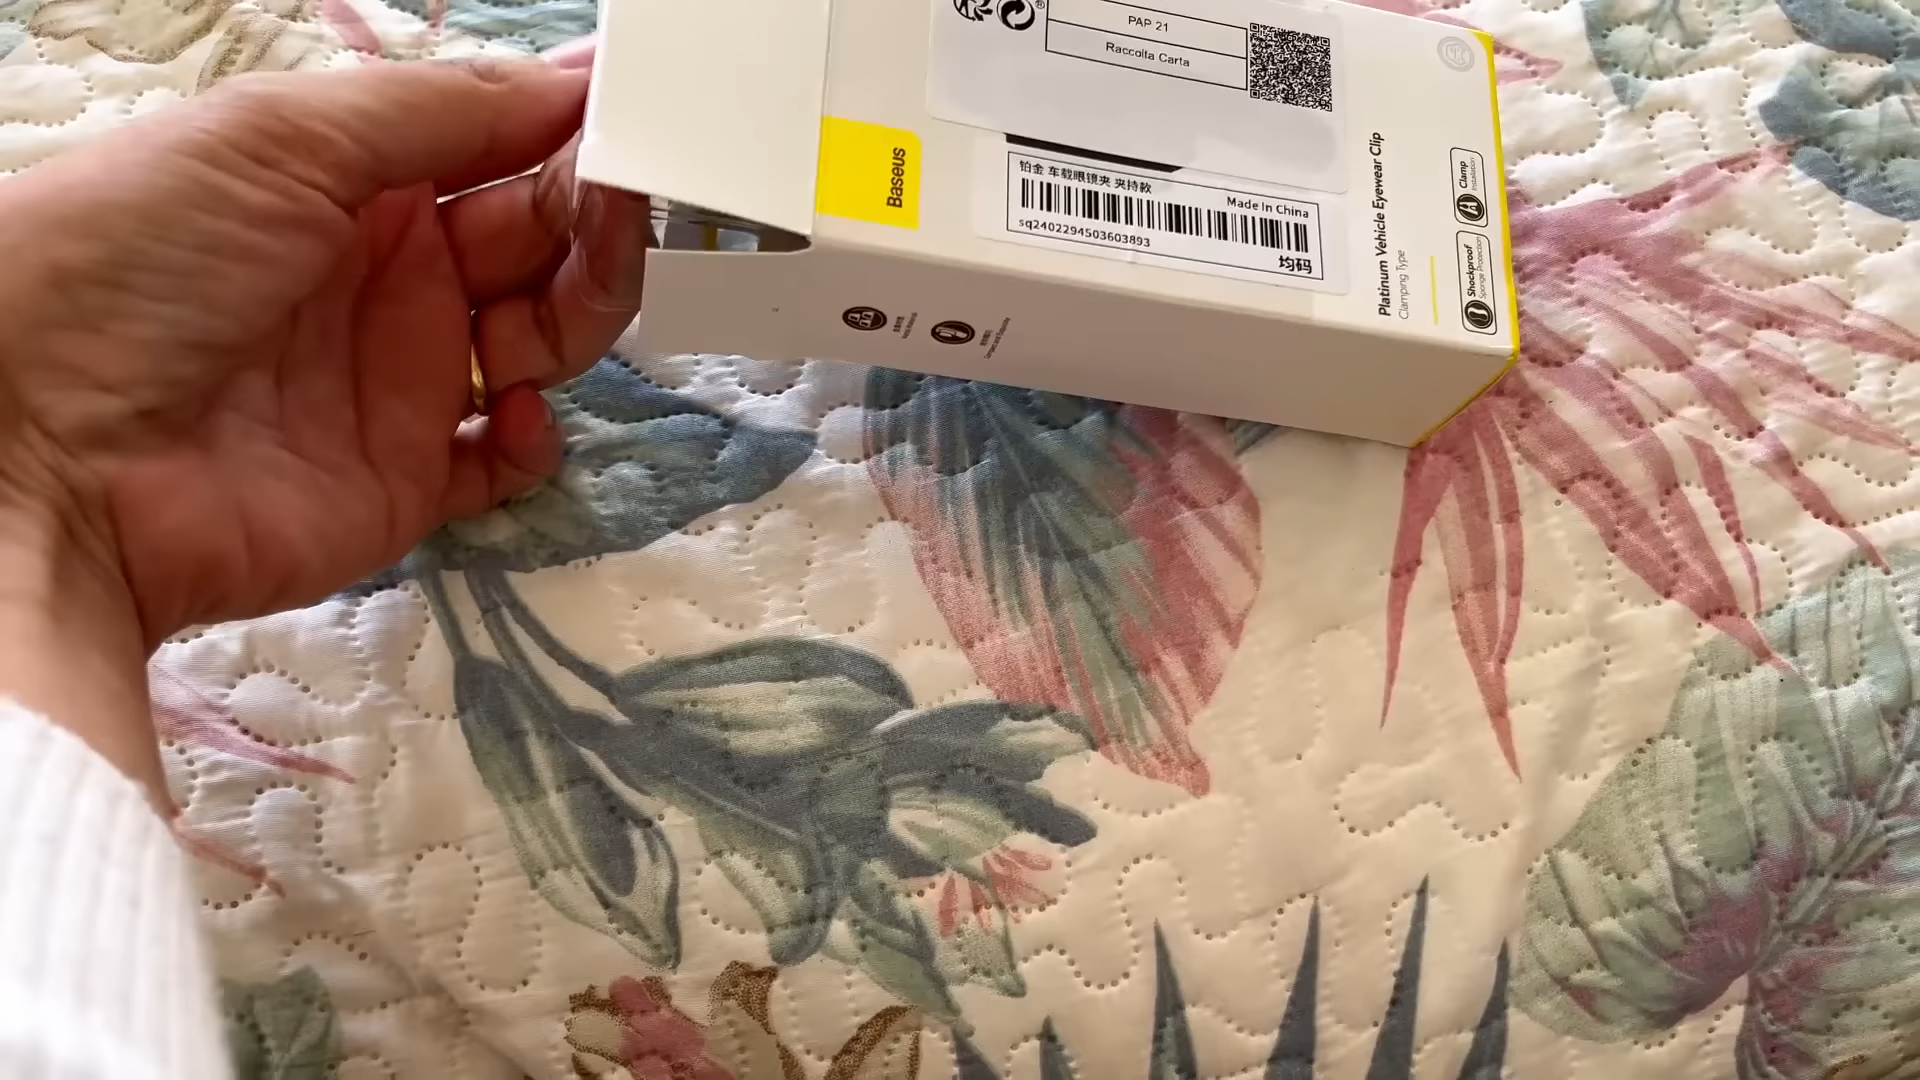 PAP 21
Raccolta Carta
Baseus
铂金 车载眼镜夹 夹持款
Made In China
sq2402294503603893
均码
Platinum Vehicle Eyewear Clip
Clamping Type
Clamp
Installation
Shockproof
Sponge Protection